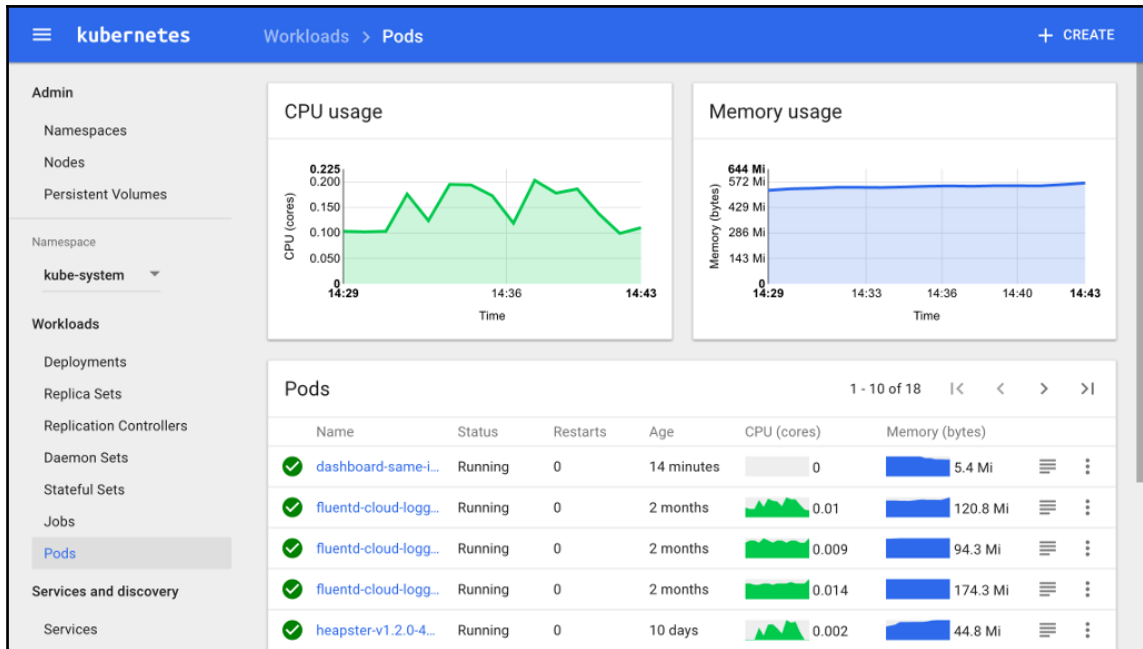 kubernetes
Workloads > Pods
+ CREATE
Admin
Namespaces
Nodes
Persistent Volumes
Namespace
kube-system
Workloads
Deployments
Replica Sets
Replication Controllers
Daemon Sets
Stateful Sets
Jobs
Pods
Services and discovery
Services
CPU usage
CPU (cores)
0.225
0.200
0.150
0.100
0.050
0
14:29 14:36 14:43
Time
Memory usage
Memory (bytes)
644 Mi
572 Mi
429 Mi
286 Mi
143 Mi
0
14:29 14:33 14:36 14:40 14:43
Time
Pods
1 - 10 of 18
Name Status Restarts Age CPU (cores) Memory (bytes)
dashboard-same-i... Running 0 14 minutes 0 5.4 Mi
fluentd-cloud-logg... Running 0 2 months 0.01 120.8 Mi
fluentd-cloud-logg... Running 0 2 months 0.009 94.3 Mi
fluentd-cloud-logg... Running 0 2 months 0.014 174.3 Mi
heapster-v1.2.0-4... Running 0 10 days 0.002 44.8 Mi